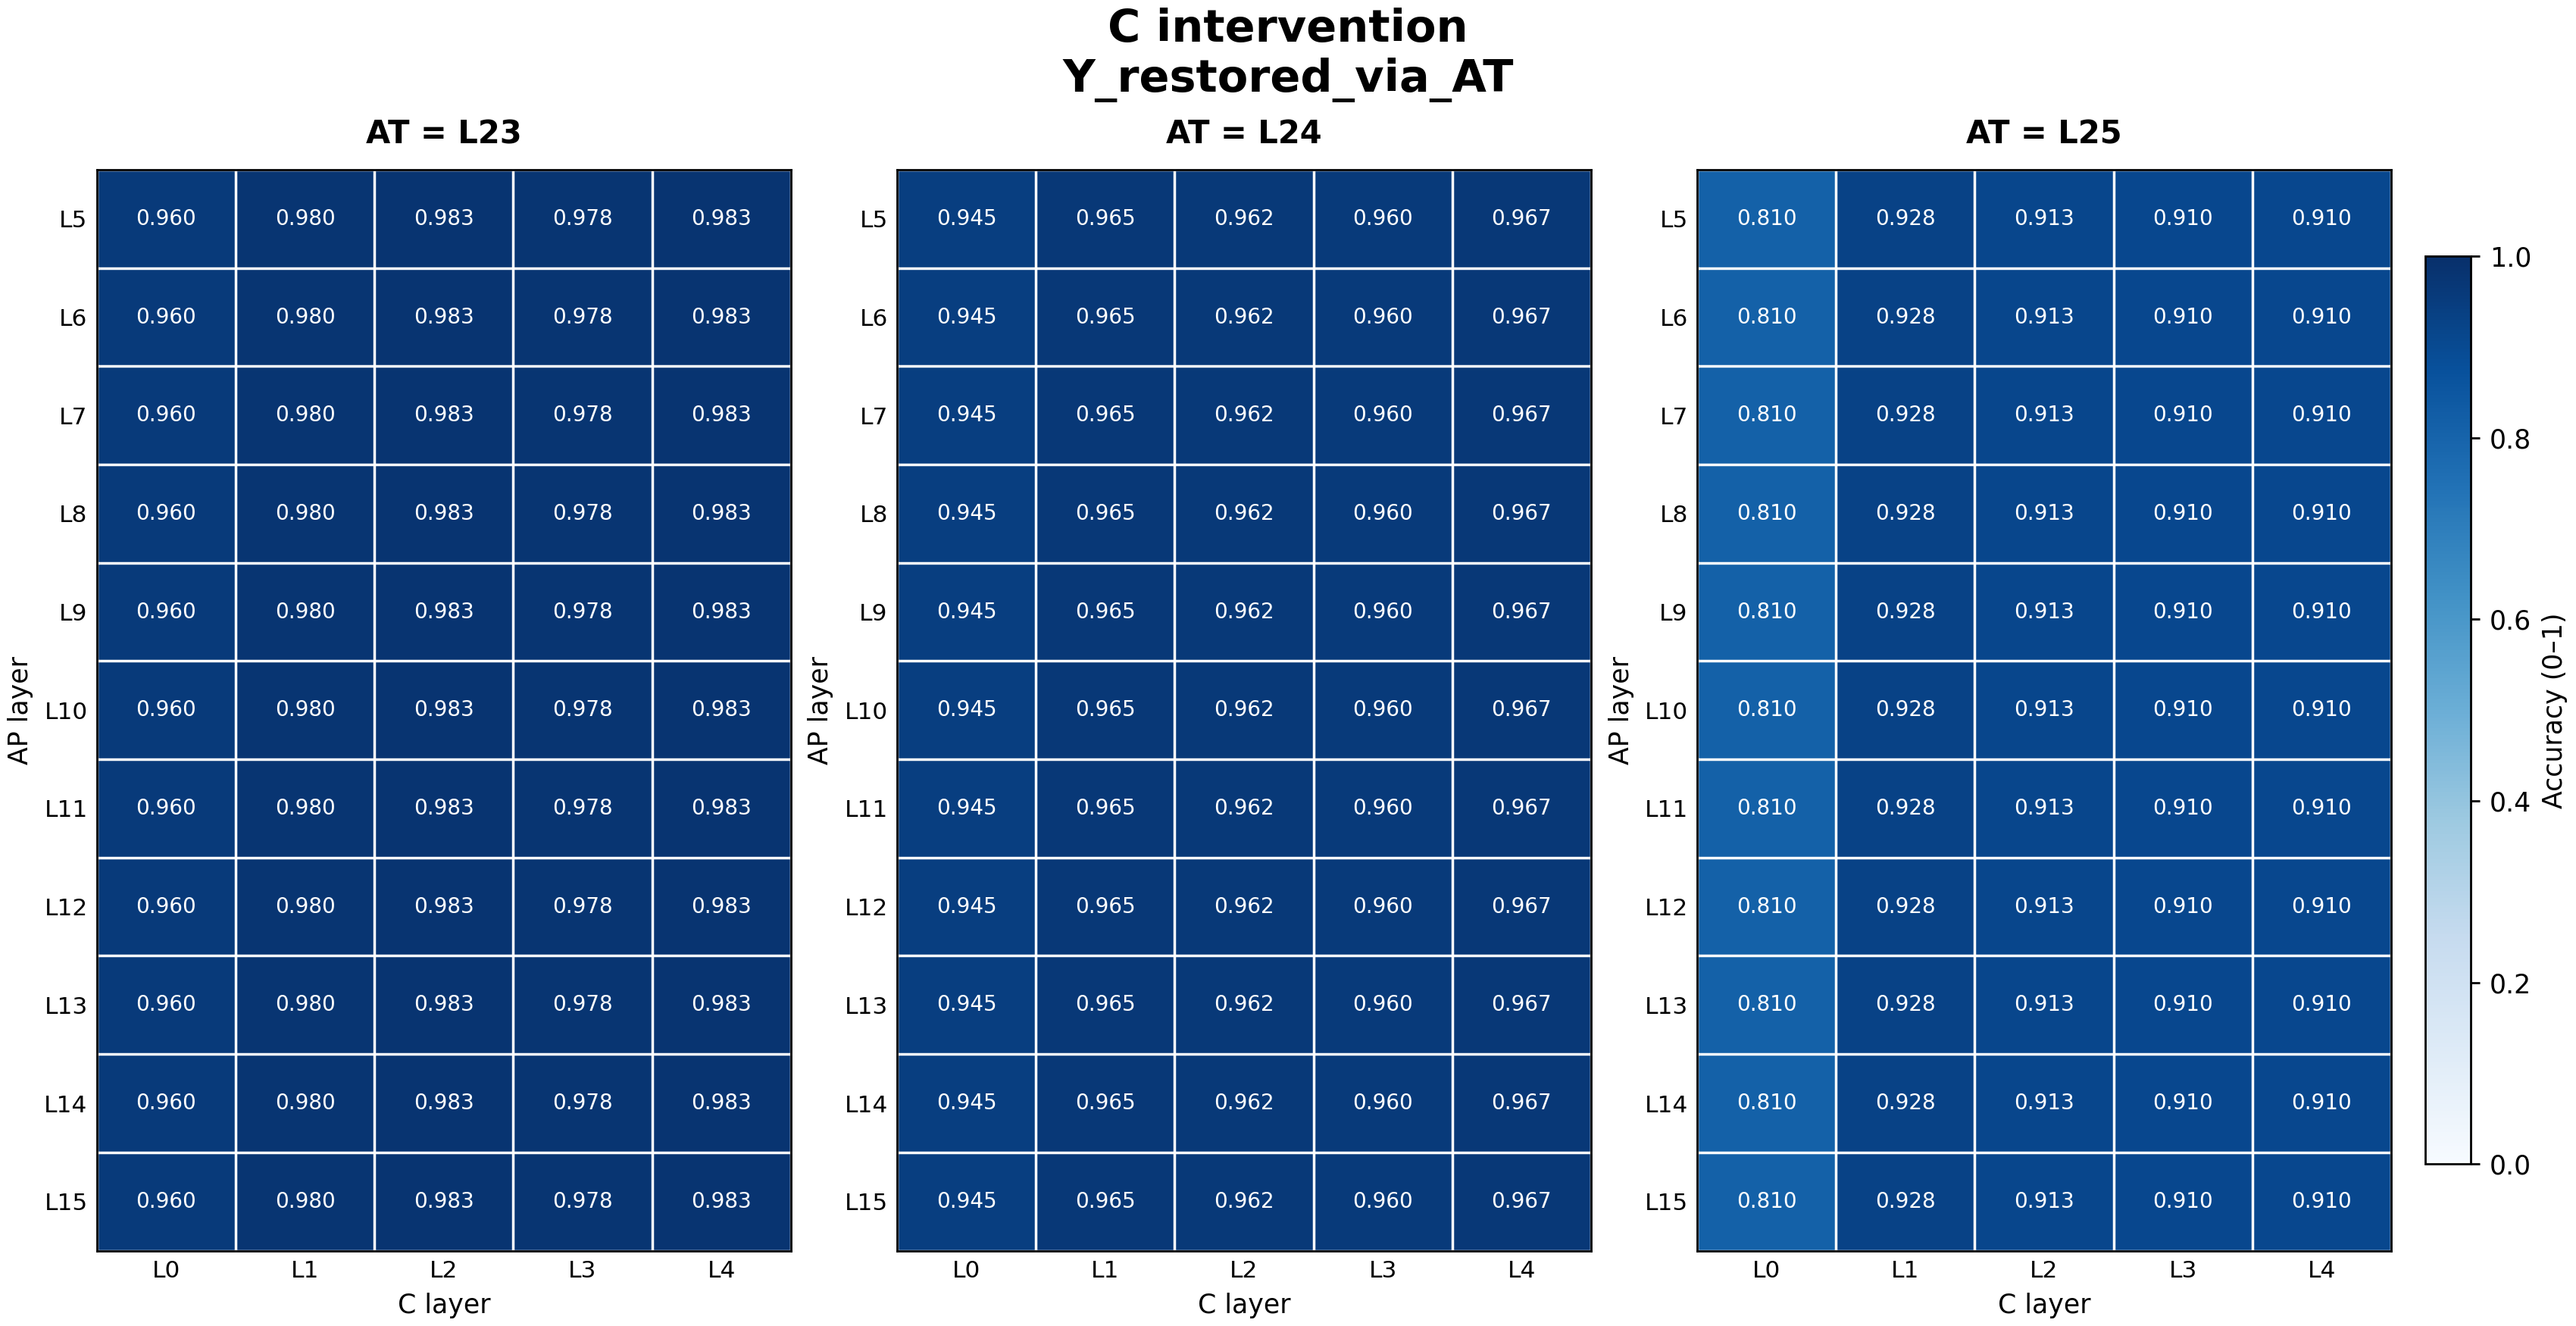 C intervention
Y_restored_via_AT
AT = L23
AP layer
L5 0.960 0.980 0.983 0.978 0.983
L6 0.960 0.980 0.983 0.978 0.983
L7 0.960 0.980 0.983 0.978 0.983
L8 0.960 0.980 0.983 0.978 0.983
L9 0.960 0.980 0.983 0.978 0.983
L10 0.960 0.980 0.983 0.978 0.983
L11 0.960 0.980 0.983 0.978 0.983
L12 0.960 0.980 0.983 0.978 0.983
L13 0.960 0.980 0.983 0.978 0.983
L14 0.960 0.980 0.983 0.978 0.983
L15 0.960 0.980 0.983 0.978 0.983
L0 L1 L2 L3 L4
C layer
AT = L24
AP layer
L5 0.945 0.965 0.962 0.960 0.967
L6 0.945 0.965 0.962 0.960 0.967
L7 0.945 0.965 0.962 0.960 0.967
L8 0.945 0.965 0.962 0.960 0.967
L9 0.945 0.965 0.962 0.960 0.967
L10 0.945 0.965 0.962 0.960 0.967
L11 0.945 0.965 0.962 0.960 0.967
L12 0.945 0.965 0.962 0.960 0.967
L13 0.945 0.965 0.962 0.960 0.967
L14 0.945 0.965 0.962 0.960 0.967
L15 0.945 0.965 0.962 0.960 0.967
L0 L1 L2 L3 L4
C layer
AT = L25
AP layer
L5 0.810 0.928 0.913 0.910 0.910
L6 0.810 0.928 0.913 0.910 0.910
L7 0.810 0.928 0.913 0.910 0.910
L8 0.810 0.928 0.913 0.910 0.910
L9 0.810 0.928 0.913 0.910 0.910
L10 0.810 0.928 0.913 0.910 0.910
L11 0.810 0.928 0.913 0.910 0.910
L12 0.810 0.928 0.913 0.910 0.910
L13 0.810 0.928 0.913 0.910 0.910
L14 0.810 0.928 0.913 0.910 0.910
L15 0.810 0.928 0.913 0.910 0.910
L0 L1 L2 L3 L4
C layer
1.0
0.8
0.6
0.4
0.2
0.0
Accuracy (0–1)